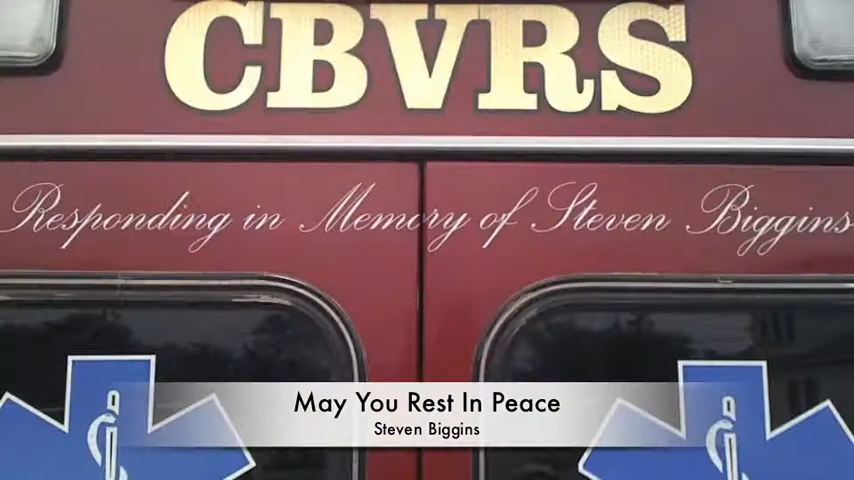 CBVRS
Responding in Memory of Steven Biggins
May You Rest In Peace
Steven Biggins